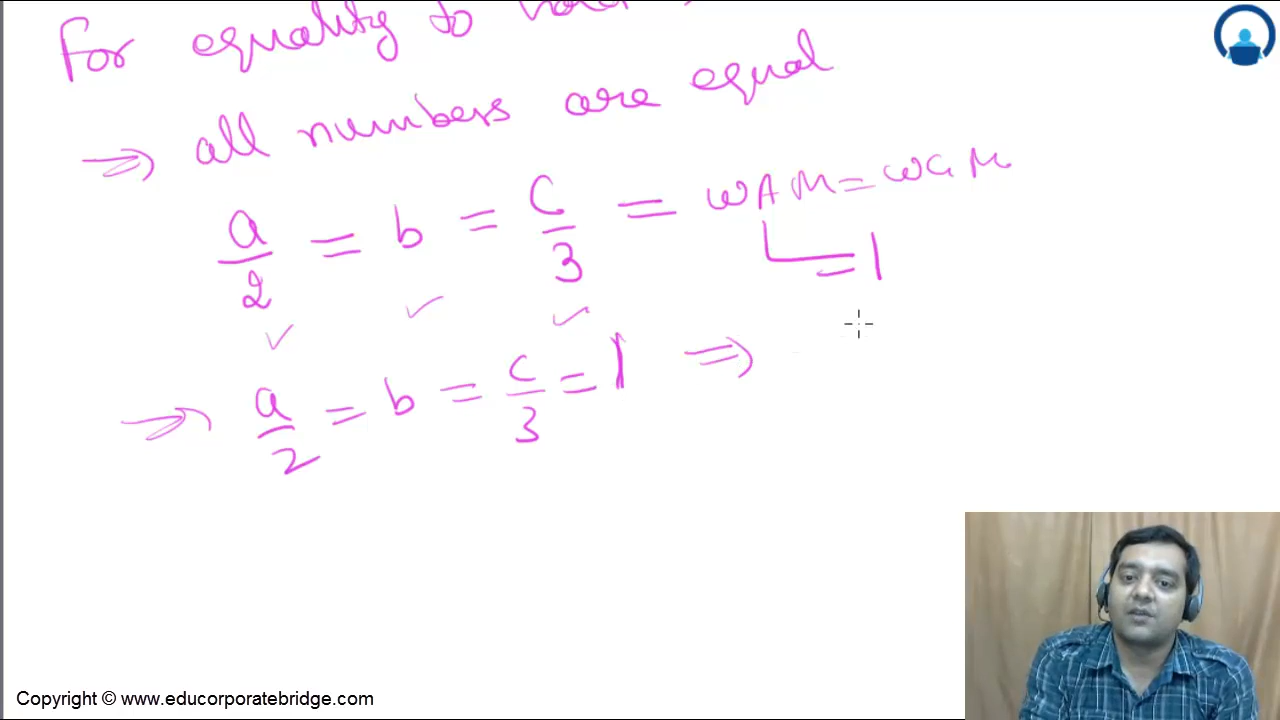 For equality to
=> all numbers are equal
a/2 = b = c/3 = WAM = WGM
= 1
=> a/2 = b = c/3 = 1 =>
Copyright © www.educorporatebridge.com